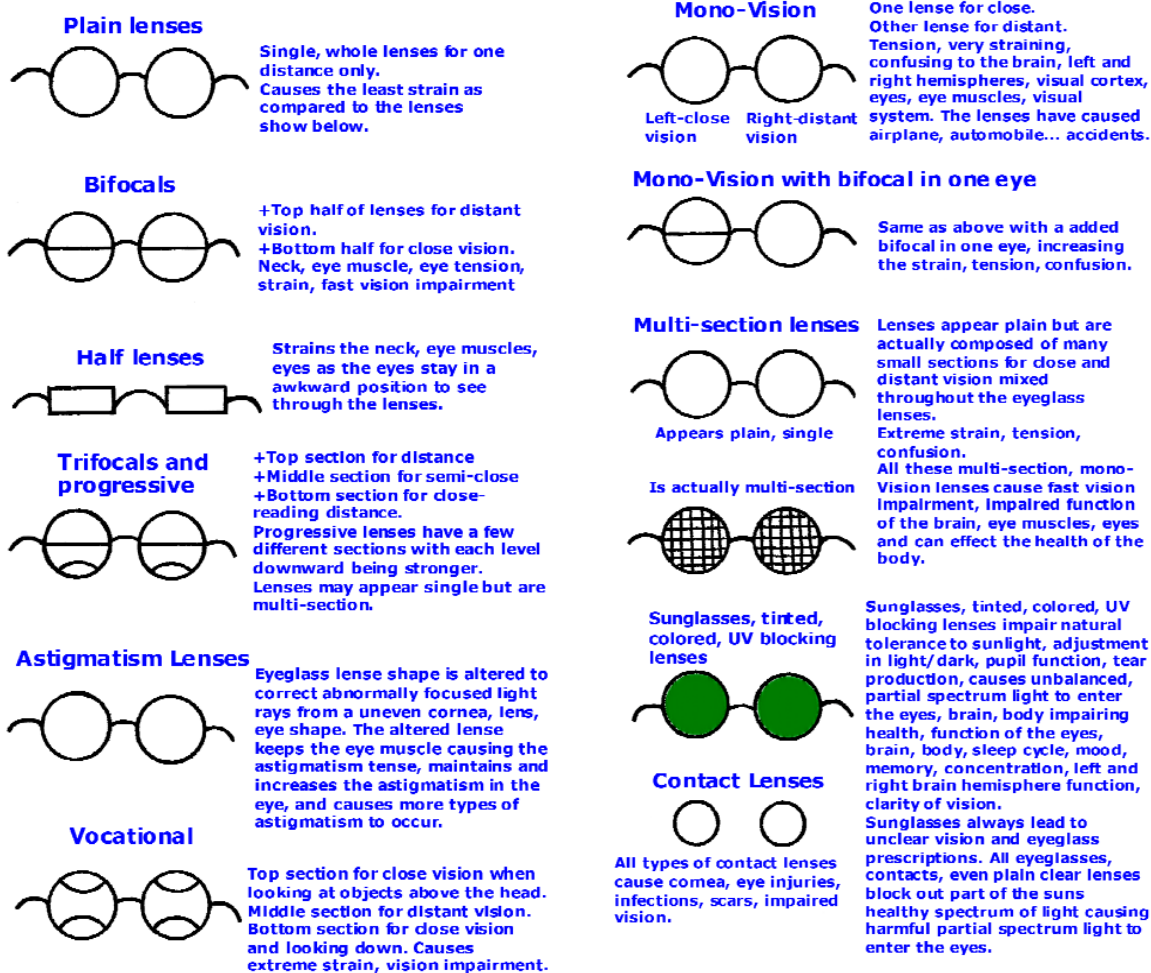 Plain lenses
Single, whole lenses for one
distance only.
Causes the least strain as
compared to the lenses
show below.
Bifocals
+Top half of lenses for distant
vision.
+Bottom half for close vision.
Neck, eye muscle, eye tension,
strain, fast vision impairment
Half lenses
Strains the neck, eye muscles,
eyes as the eyes stay in a
awkward position to see
through the lenses.
Trifocals and
progressive
+Top section for distance
+Middle section for semi-close
+Bottom section for close-
reading distance.
Progressive lenses have a few
different sections with each level
downward being stronger.
Lenses may appear single but are
multi-section.
Astigmatism Lenses
Eyeglass lense shape is altered to
correct abnormally focused light
rays from a uneven cornea, lens,
eye shape. The altered lense
keeps the eye muscle causing the
astigmatism tense, maintains and
increases the astigmatism in the
eye, and causes more types of
astigmatism to occur.
Vocational
Top section for close vision when
looking at objects above the head.
Middle section for distant vision.
Bottom section for close vision
and looking down. Causes
extreme strain, vision impairment.
Mono-Vision
One lense for close.
Other lense for distant.
Tension, very straining,
confusing to the brain, left and
right hemispheres, visual cortex,
eyes, eye muscles, visual
system. The lenses have caused
airplane, automobile... accidents.
Left-close
vision
Right-distant
vision
Mono-Vision with bifocal in one eye
Same as above with a added
bifocal in one eye, increasing
the strain, tension, confusion.
Multi-section lenses
Lenses appear plain but are
actually composed of many
small sections for close and
distant vision mixed
throughout the eyeglass
lenses.
Extreme strain, tension,
confusion.
All these multi-section, mono-
Vision lenses cause fast vision
impairment, Impaired function
of the brain, eye muscles, eyes
and can effect the health of the
body.
Appears plain, single
Is actually multi-section
Sunglasses, tinted,
colored, UV blocking
lenses
Sunglasses, tinted, colored, UV
blocking lenses impair natural
tolerance to sunlight, adjustment
in light/dark, pupil function, tear
production, causes unbalanced,
partial spectrum light to enter
the eyes, brain, body impairing
health, function of the eyes,
brain, body, sleep cycle, mood,
memory, concentration, left and
right brain hemisphere function,
clarity of vision.
Sunglasses always lead to
unclear vision and eyeglass
prescriptions. All eyeglasses,
contacts, even plain clear lenses
block out part of the suns
healthy spectrum of light causing
harmful partial spectrum light to
enter the eyes.
Contact Lenses
All types of contact lenses
cause cornea, eye injuries,
infections, scars, impaired
vision.